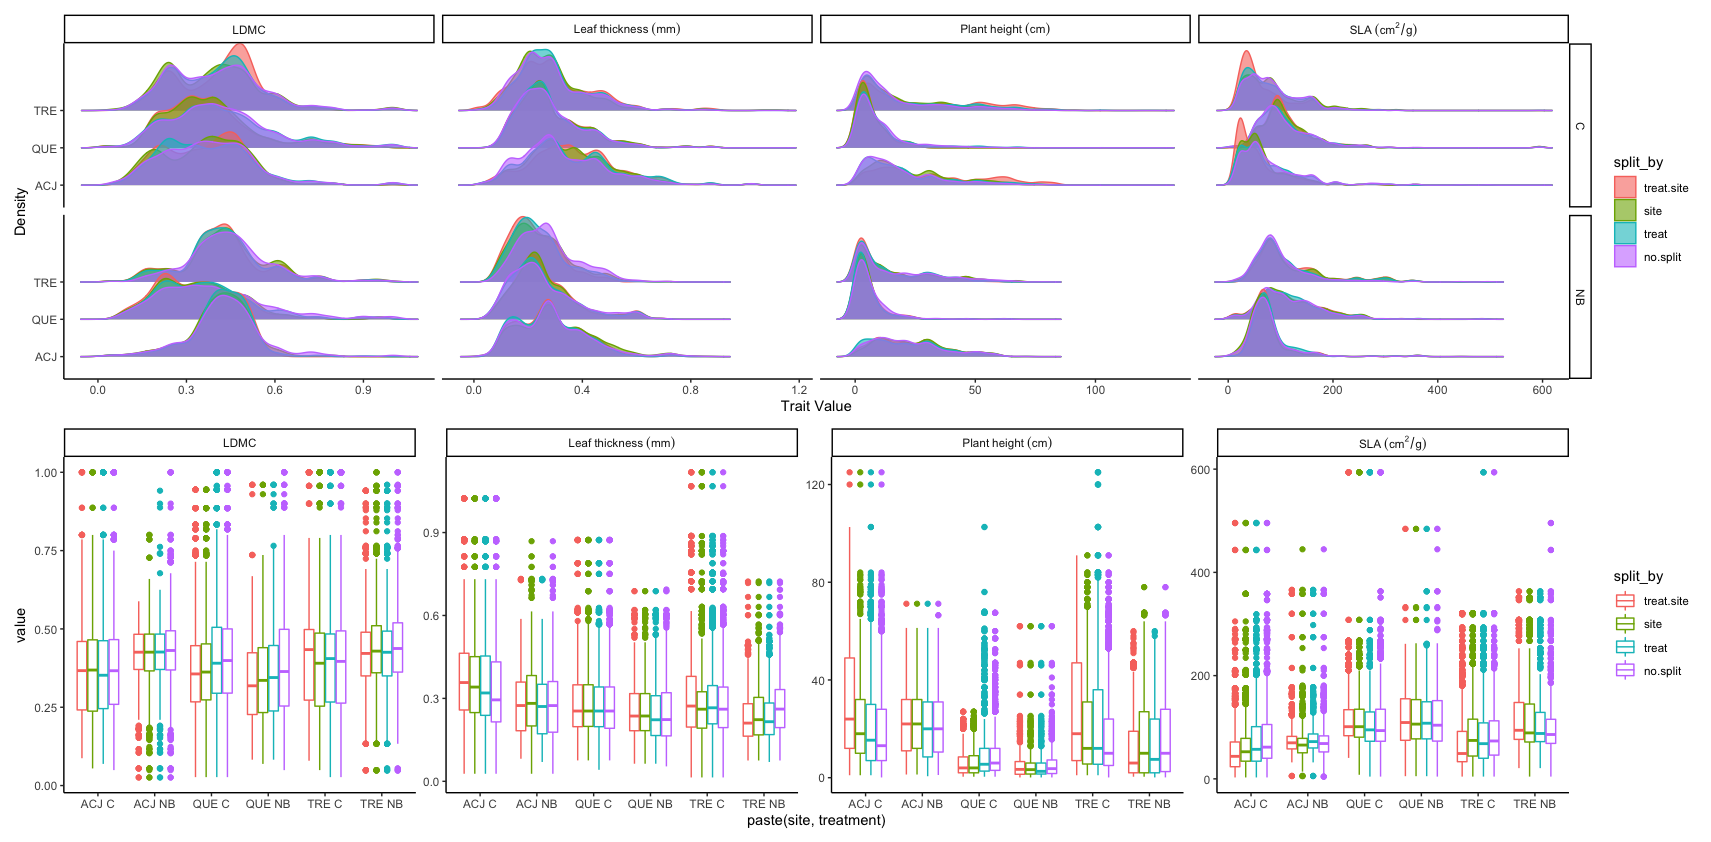 LDMC
Leaf thickness (mm)
Plant height (cm)
SLA (cm²/g)
Density
TRE
QUE
ACJ
C
TRE
QUE
ACJ
NB
split_by
treat.site
site
treat
no.split
0.0 0.3 0.6 0.9
0.0 0.4 0.8 1.2
0 50 100
0 200 400 600
Trait Value
LDMC
Leaf thickness (mm)
Plant height (cm)
SLA (cm²/g)
value
1.00
0.75
0.50
0.25
0.00
0.9
0.6
0.3
0.0
120
80
40
0
600
400
200
0
ACJ C ACJ NB QUE C QUE NB TRE C TRE NB
ACJ C ACJ NB QUE C QUE NB TRE C TRE NB
ACJ C ACJ NB QUE C QUE NB TRE C TRE NB
ACJ C ACJ NB QUE C QUE NB TRE C TRE NB
paste(site, treatment)
split_by
treat.site
site
treat
no.split